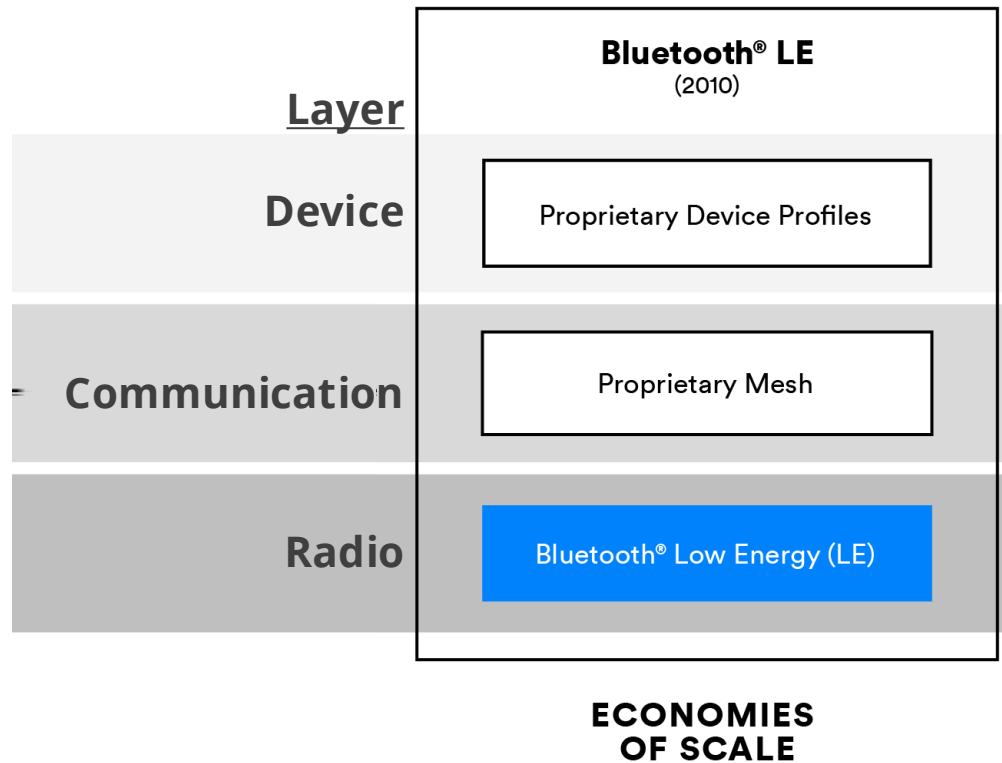 Bluetooth® LE
(2010)
Layer
Device
Proprietary Device Profiles
Communication
Proprietary Mesh
Radio
Bluetooth® Low Energy (LE)
ECONOMIES
OF SCALE